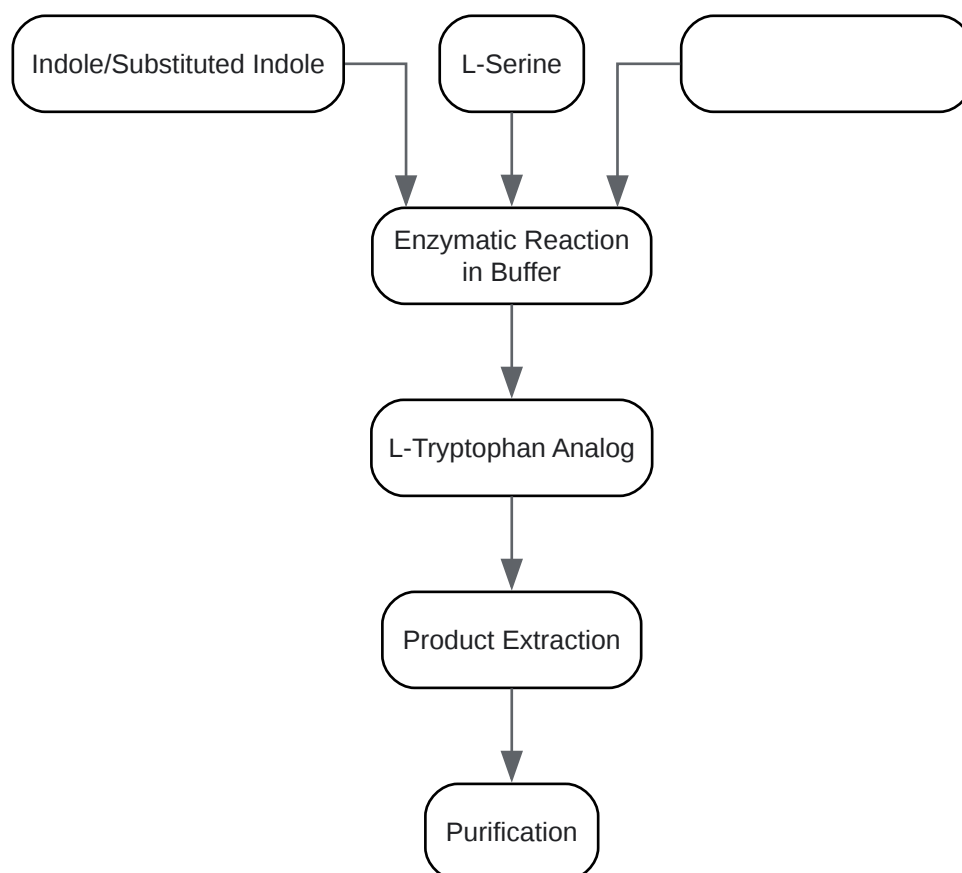 Indole/Substituted Indole
L-Serine
Enzymatic Reaction
in Buffer
L-Tryptophan Analog
Product Extraction
Purification